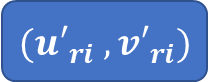 (u′ri , v′ri)